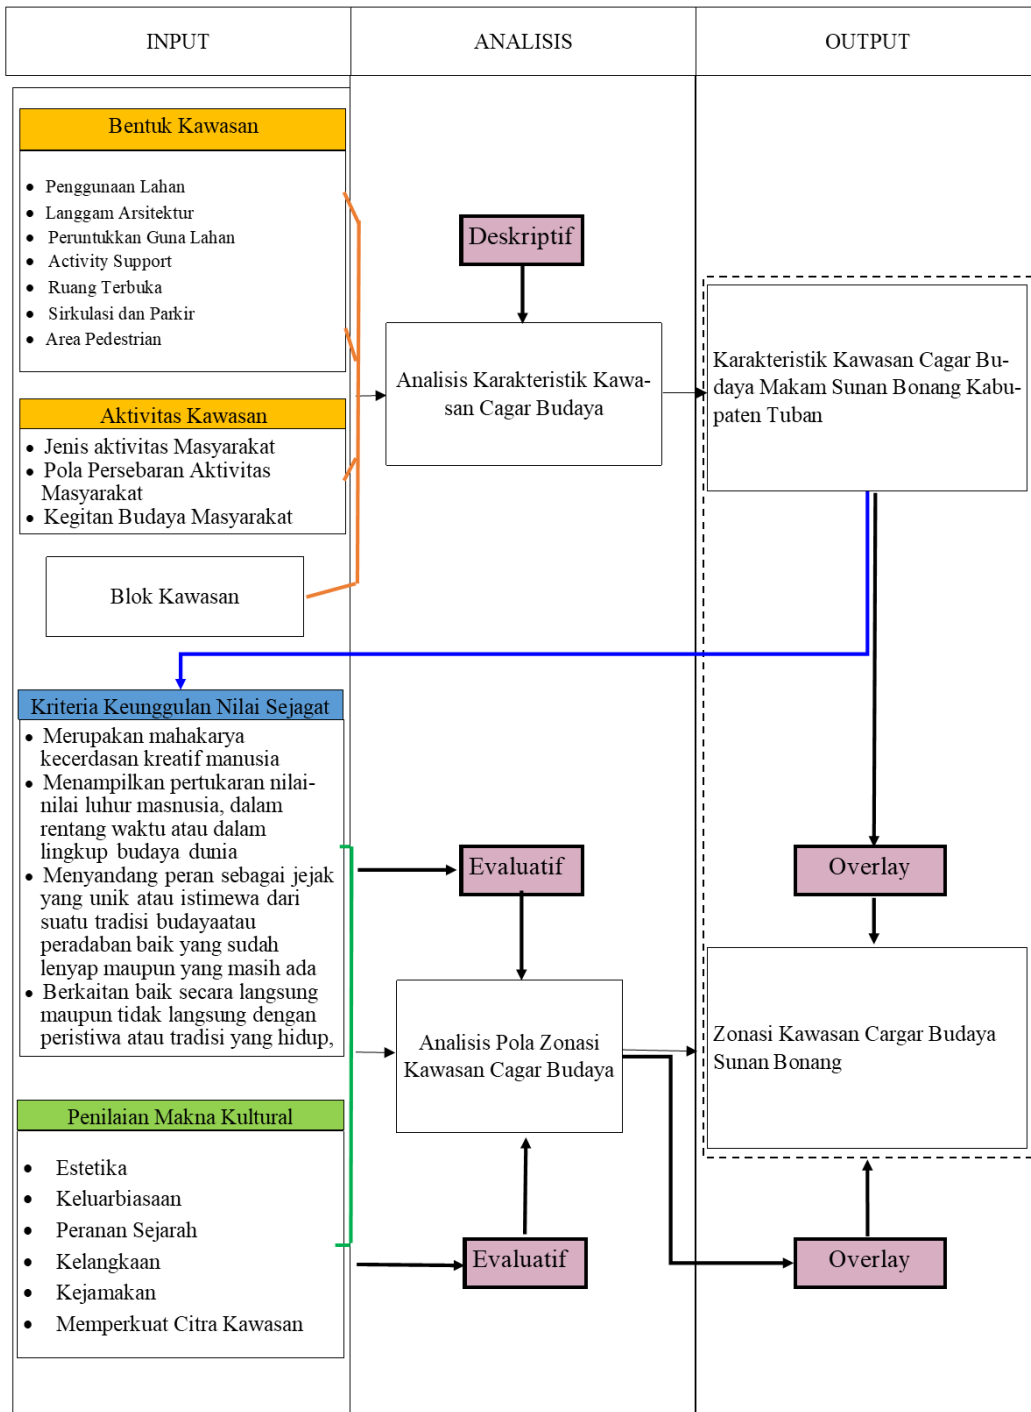 INPUT
ANALISIS
OUTPUT
Bentuk Kawasan
• Penggunaan Lahan
• Langgam Arsitektur
• Peruntukkan Guna Lahan
• Activity Support
• Ruang Terbuka
• Sirkulasi dan Parkir
• Area Pedestrian
Aktivitas Kawasan
• Jenis aktivitas Masyarakat
• Pola Persebaran Aktivitas
Masyarakat
• Kegitan Budaya Masyarakat
Blok Kawasan
Deskriptif
Analisis Karakteristik Kawa-
san Cagar Budaya
Karakteristik Kawasan Cagar Bu-
daya Makam Sunan Bonang Kabu-
paten Tuban
Kriteria Keunggulan Nilai Sejagat
• Merupakan mahakarya
kecerdasan kreatif manusia
• Menampilkan pertukaran nilai-
nilai luhur masnusia, dalam
rentang waktu atau dalam
lingkup budaya dunia
• Menyandang peran sebagai jejak
yang unik atau istimewa dari
suatu tradisi budayaatau
peradaban baik yang sudah
lenyap maupun yang masih ada
• Berkaitan baik secara langsung
maupun tidak langsung dengan
peristiwa atau tradisi yang hidup,
Penilaian Makna Kultural
• Estetika
• Keluarbiasaan
• Peranan Sejarah
• Kelangkaan
• Kejamakan
• Memperkuat Citra Kawasan
Evaluatif
Analisis Pola Zonasi
Kawasan Cagar Budaya
Evaluatif
Overlay
Zonasi Kawasan Cargar Budaya
Sunan Bonang
Overlay